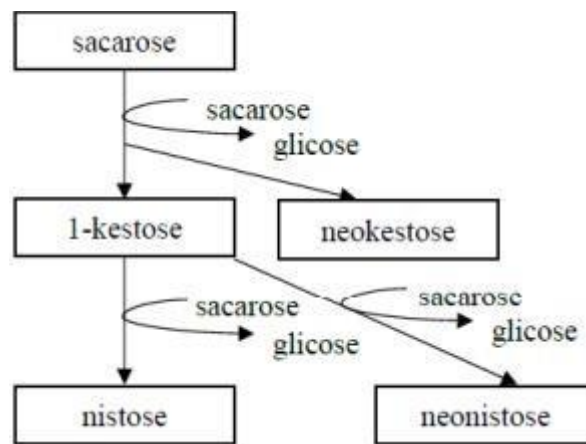 sacarose
sacarose
glicose
1-kestose
neokestose
sacarose
glicose
sacarose
glicose
nistose
neonistose